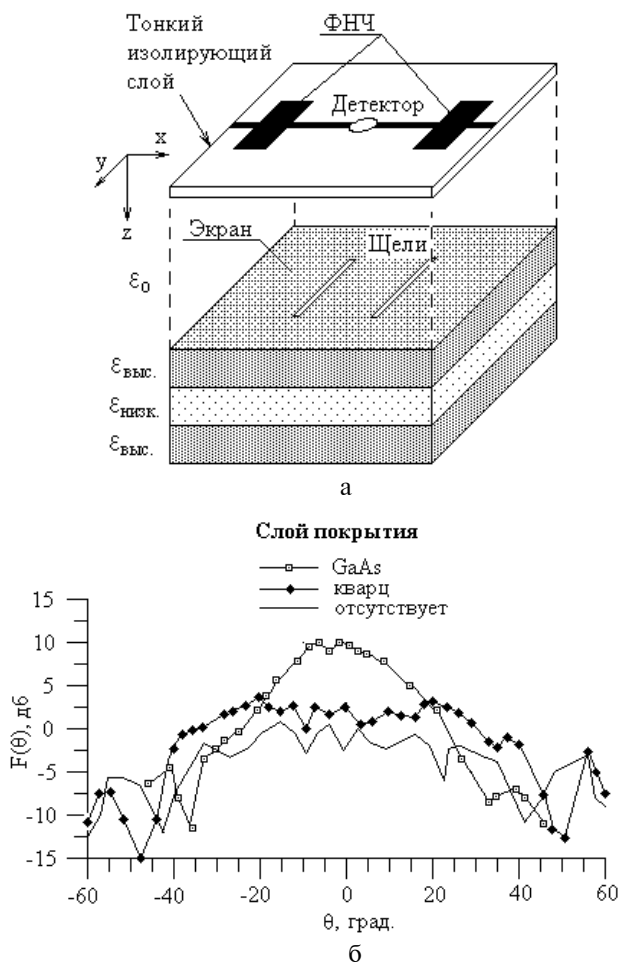 Тонкий
изолирующий
слой
ФНЧ
Детектор
x
y
z
Экран
Щели
ε₀
εвыс.
εнизк.
εвыс.
а
Слой покрытия
GaAs
кварц
отсутствует
F(θ), дб
15
10
5
0
-5
-10
-15
-60 -40 -20 0 20 40 60
θ, град.
б